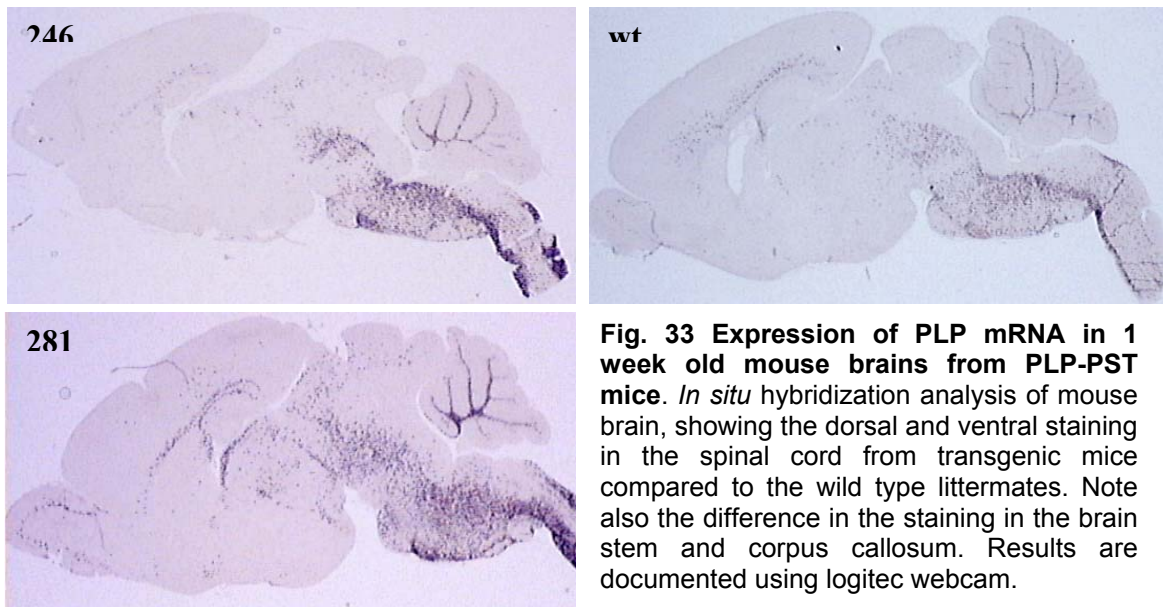 246
wt
281
Fig. 33 Expression of PLP mRNA in 1
week old mouse brains from PLP-PST
mice. In situ hybridization analysis of mouse
brain, showing the dorsal and ventral staining
in the spinal cord from transgenic mice
compared to the wild type littermates. Note
also the difference in the staining in the brain
stem and corpus callosum. Results are
documented using logitec webcam.